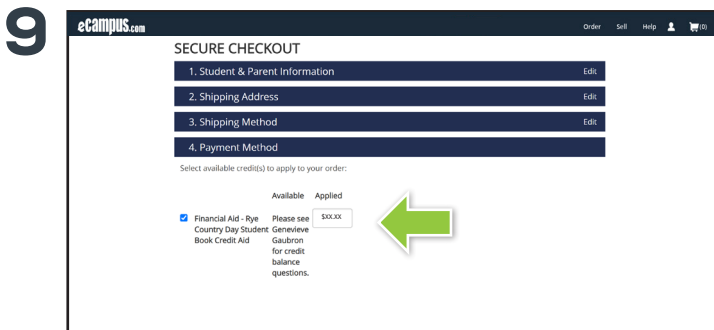 9
eCampus.com
Order Sell Help (0)
SECURE CHECKOUT
1. Student & Parent Information Edit
2. Shipping Address Edit
3. Shipping Method Edit
4. Payment Method
Select available credit(s) to apply to your order:
Available Applied
Financial Aid - Rye Please see $XX.XX
Country Day Student Genevieve
Book Credit Aid Gaubron
for credit
balance
questions.